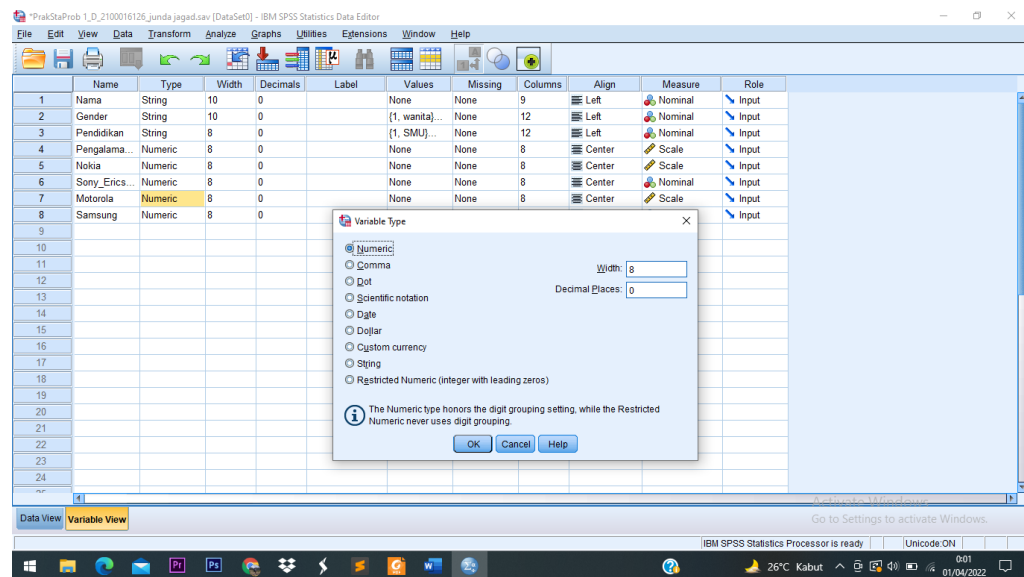 *PrakStaProb 1_D_2100016126_junda jagad.sav [DataSet0] - IBM SPSS Statistics Data Editor
File Edit View Data Transform Analyze Graphs Utilities Extensions Window Help
Name Type Width Decimals Label Values Missing Columns Align Measure Role
1 Nama String 10 0 None None 9 Left Nominal Input
2 Gender String 10 0 {1, wanita}... None 12 Left Nominal Input
3 Pendidikan String 8 0 {1, SMU}... None 12 Left Nominal Input
4 Pengalama... Numeric 8 0 None None 8 Center Scale Input
5 Nokia Numeric 8 0 None None 8 Center Scale Input
6 Sony_Erics... Numeric 8 0 None None 8 Center Nominal Input
7 Motorola Numeric 8 0 None None 8 Center Scale Input
8 Samsung Numeric 8 0 Input
9
10
11
12
13
14
15
16
17
18
19
20
21
22
23
24
Variable Type
Numeric
Comma
Dot
Scientific notation
Date
Dollar
Custom currency
String
Restricted Numeric (integer with leading zeros)
Width: 8
Decimal Places: 0
The Numeric type honors the digit grouping setting, while the Restricted
Numeric never uses digit grouping.
OK Cancel Help
Activate Windows
Go to Settings to activate Windows.
Data View Variable View
IBM SPSS Statistics Processor is ready Unicode:ON
Pr Ps 26°C Kabut 0:01
01/04/2022